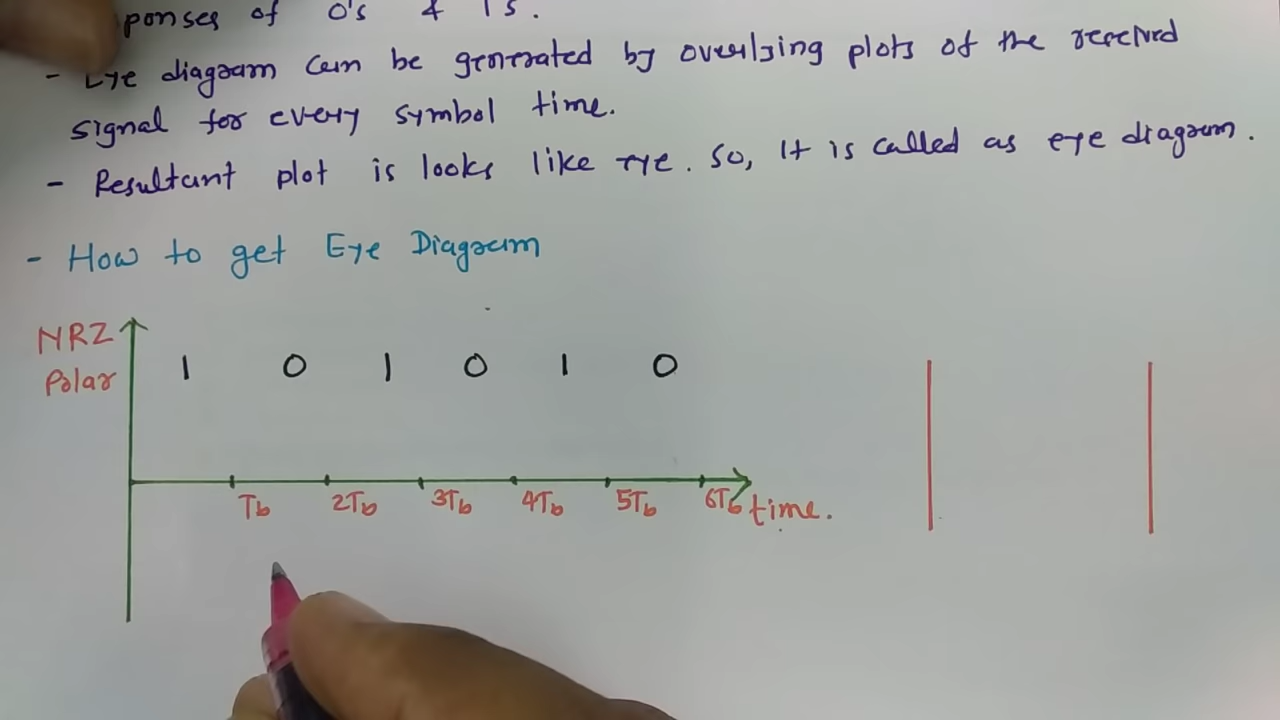 ponses of 0's & 1s.
- Eye diagram can be generated by overlying plots of the received
signal for every symbol time.
- Resultant plot is looks like eye. So, It is called as eye diagram.
- How to get Eye Diagram
NRZ
Polar
1 0 1 0 1 0
Tb 2Tb 3Tb 4Tb 5Tb 6Tb time.